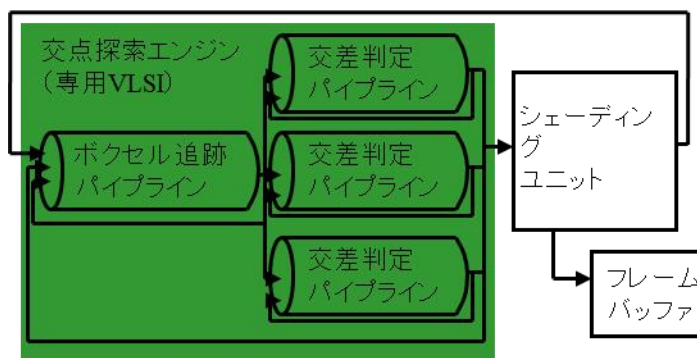 交点探索エンジン
（専用VLSI）
ボクセル追跡
パイプライン
交差判定
パイプライン
交差判定
パイプライン
交差判定
パイプライン
シェーディン
グ
ユニット
フレーム
バッファ